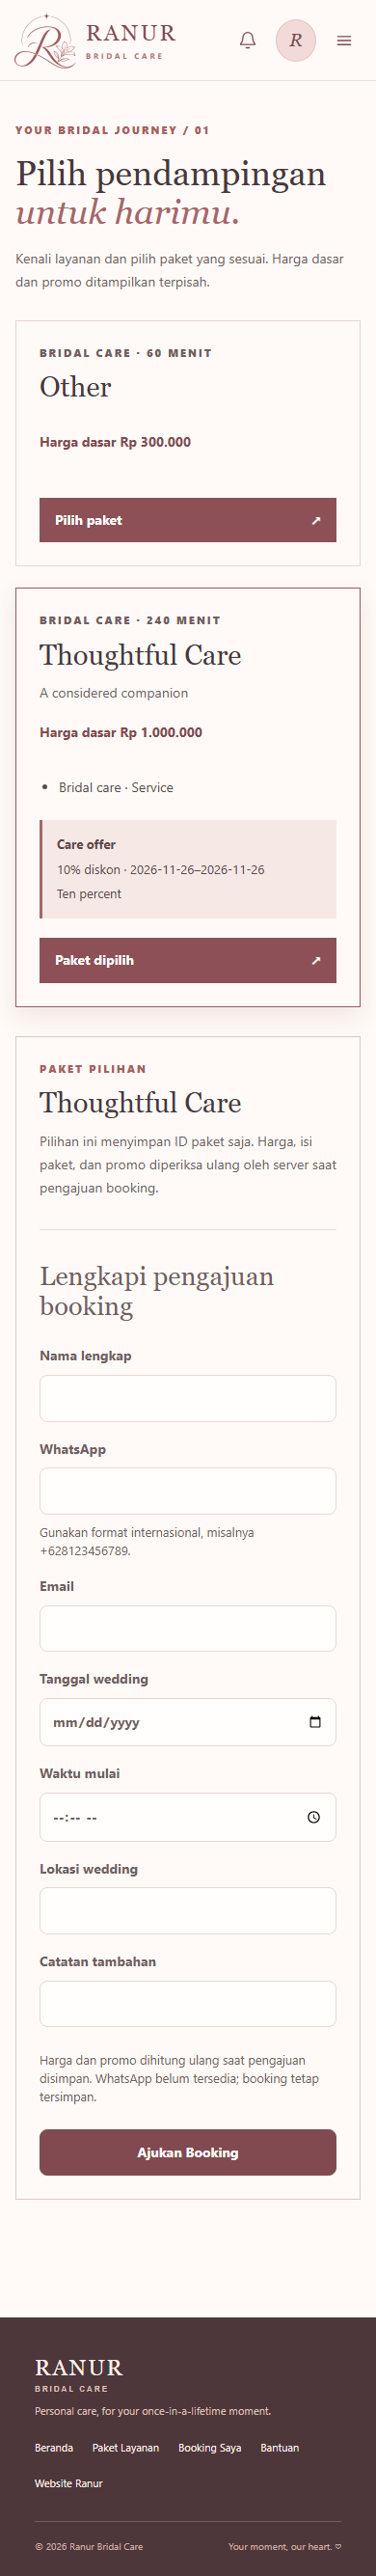 RANUR
BRIDAL CARE
R
YOUR BRIDAL JOURNEY / 01
Pilih pendampingan
untuk harimu.
Kenali layanan dan pilih paket yang sesuai. Harga dasar
dan promo ditampilkan terpisah.
BRIDAL CARE · 60 MENIT
Other
Harga dasar Rp 300.000
Pilih paket ↗
BRIDAL CARE · 240 MENIT
Thoughtful Care
A considered companion
Harga dasar Rp 1.000.000
• Bridal care · Service
Care offer
10% diskon · 2026-11-26–2026-11-26
Ten percent
Paket dipilih ↗
PAKET PILIHAN
Thoughtful Care
Pilihan ini menyimpan ID paket saja. Harga, isi
paket, dan promo diperiksa ulang oleh server saat
pengajuan booking.
Lengkapi pengajuan
booking
Nama lengkap
WhatsApp
Gunakan format internasional, misalnya
+628123456789.
Email
Tanggal wedding
mm/dd/yyyy
Waktu mulai
--:-- --
Lokasi wedding
Catatan tambahan
Harga dan promo dihitung ulang saat pengajuan
disimpan. WhatsApp belum tersedia; booking tetap
tersimpan.
Ajukan Booking
RANUR
BRIDAL CARE
Personal care, for your once-in-a-lifetime moment.
Beranda Paket Layanan Booking Saya Bantuan
Website Ranur
© 2026 Ranur Bridal Care Your moment, our heart. ♡